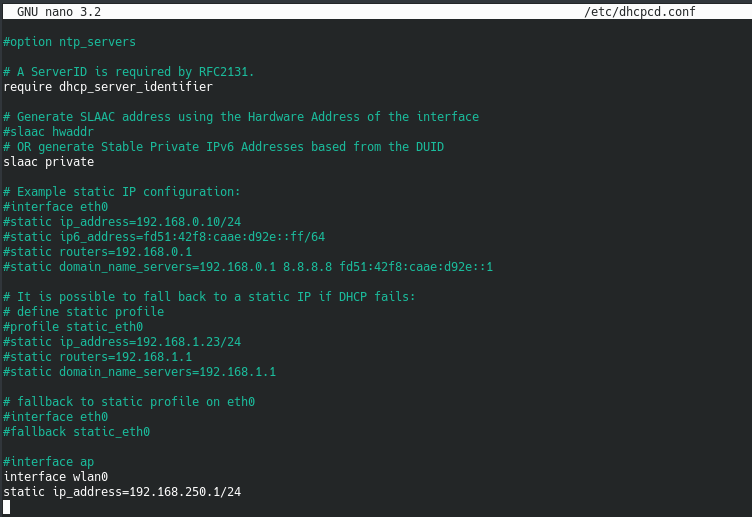 GNU nano 3.2 /etc/dhcpcd.conf
#option ntp_servers
# A ServerID is required by RFC2131.
require dhcp_server_identifier
# Generate SLAAC address using the Hardware Address of the interface
#slaac hwaddr
# OR generate Stable Private IPv6 Addresses based from the DUID
slaac private
# Example static IP configuration:
#interface eth0
#static ip_address=192.168.0.10/24
#static ip6_address=fd51:42f8:caae:d92e::ff/64
#static routers=192.168.0.1
#static domain_name_servers=192.168.0.1 8.8.8.8 fd51:42f8:caae:d92e::1
# It is possible to fall back to a static IP if DHCP fails:
# define static profile
#profile static_eth0
#static ip_address=192.168.1.23/24
#static routers=192.168.1.1
#static domain_name_servers=192.168.1.1
# fallback to static profile on eth0
#interface eth0
#fallback static_eth0
#interface ap
interface wlan0
static ip_address=192.168.250.1/24